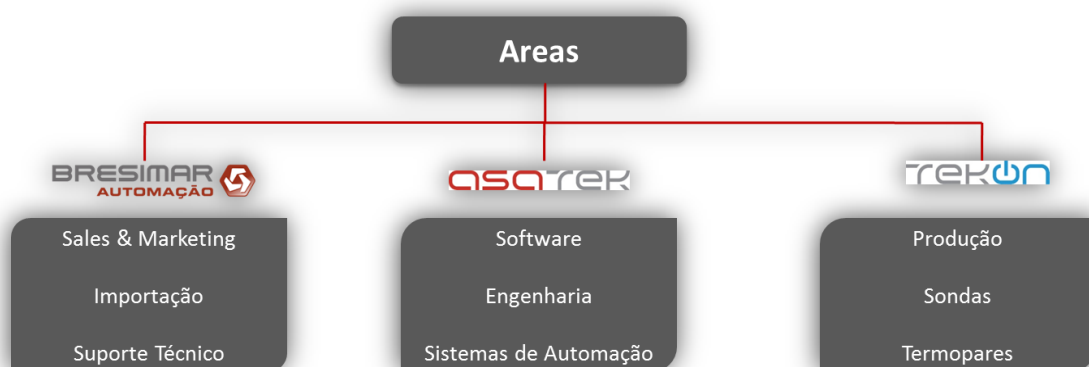 Areas
BRESIMAR
AUTOMAÇÃO
Sales & Marketing
Importação
Suporte Técnico
asatek
Software
Engenharia
Sistemas de Automação
TEKON
Produção
Sondas
Termopares